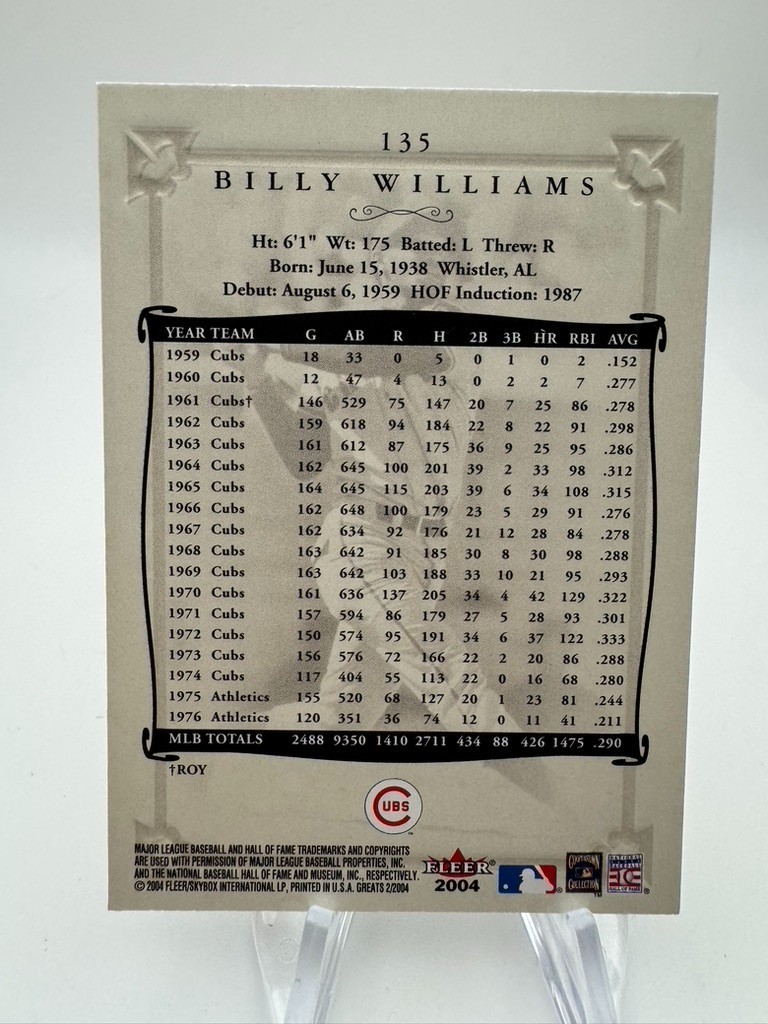 135
BILLY WILLIAMS
Ht: 6'1" Wt: 175 Batted: L Threw: R
Born: June 15, 1938 Whistler, AL
Debut: August 6, 1959 HOF Induction: 1987
YEAR TEAM G AB R H 2B 3B HR RBI AVG
1959 Cubs 18 33 0 5 0 1 0 2 .152
1960 Cubs 12 47 4 13 0 2 2 7 .277
1961 Cubs† 146 529 75 147 20 7 25 86 .278
1962 Cubs 159 618 94 184 22 8 22 91 .298
1963 Cubs 161 612 87 175 36 9 25 95 .286
1964 Cubs 162 645 100 201 39 2 33 98 .312
1965 Cubs 164 645 115 203 39 6 34 108 .315
1966 Cubs 162 648 100 179 23 5 29 91 .276
1967 Cubs 162 634 92 176 21 12 28 84 .278
1968 Cubs 163 642 91 185 30 8 30 98 .288
1969 Cubs 163 642 103 188 33 10 21 95 .293
1970 Cubs 161 636 137 205 34 4 42 129 .322
1971 Cubs 157 594 86 179 27 5 28 93 .301
1972 Cubs 150 574 95 191 34 6 37 122 .333
1973 Cubs 156 576 72 166 22 2 20 86 .288
1974 Cubs 117 404 55 113 22 0 16 68 .280
1975 Athletics 155 520 68 127 20 1 23 81 .244
1976 Athletics 120 351 36 74 12 0 11 41 .211
MLB TOTALS 2488 9350 1410 2711 434 88 426 1475 .290
†ROY
CUBS
MAJOR LEAGUE BASEBALL AND HALL OF FAME TRADEMARKS AND COPYRIGHTS
ARE USED WITH PERMISSION OF MAJOR LEAGUE BASEBALL PROPERTIES, INC.
AND THE NATIONAL BASEBALL HALL OF FAME AND MUSEUM, INC., RESPECTIVELY.
© 2004 FLEER/SKYBOX INTERNATIONAL LP, PRINTED IN U.S.A. GREATS 2/2004
FLEER®
2004
COOPERSTOWN
COLLECTION
NATIONAL
BASEBALL
HALL OF FAME